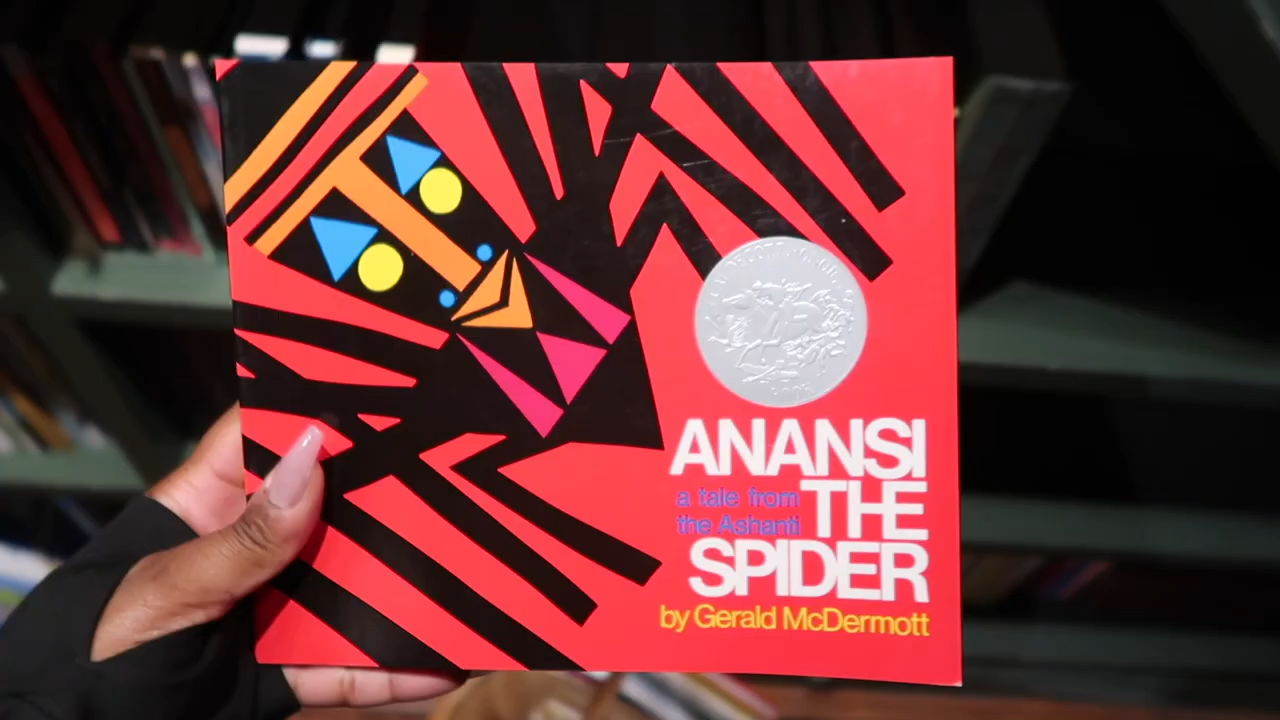 ANANSI
a tale from THE
the Ashanti
SPIDER
by Gerald McDermott